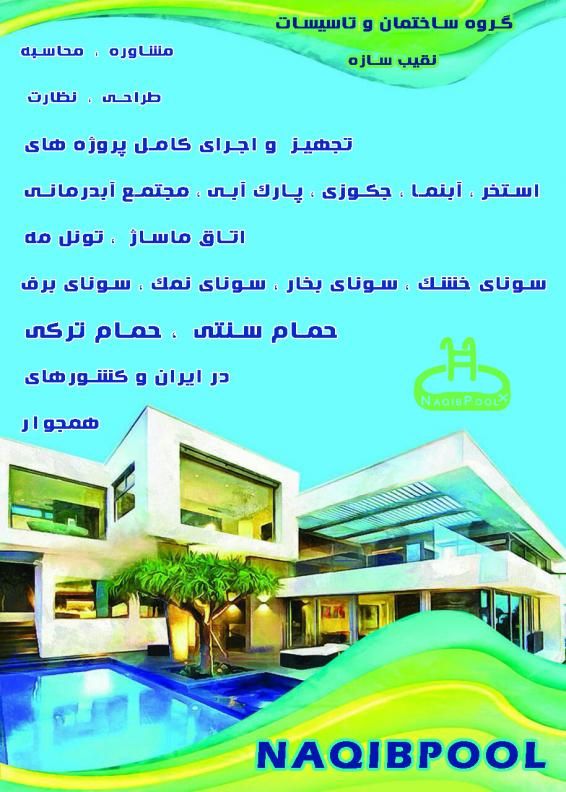 گروه ساختمان و تاسیسات
نقیب سازه
مشاوره ، محاسبه
طراحی ، نظارت
تجهیز و اجرای کامل پروژه های
استخر ، آبنما ، جکوزی ، پارک آبی ، مجتمع آبدرمانی
اتاق ماساژ ، تونل مه
سونای خشک ، سونای بخار ، سونای نمک ، سونای برف
حمام سنتی ، حمام ترکی
در ایران و کشورهای
همجوار
NAQIBPOOL
NAQIBPOOL